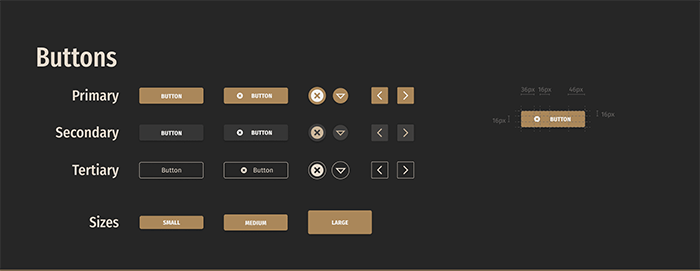 Buttons
Primary
BUTTON
BUTTON
36px 16px 46px
16px
BUTTON
16px
Secondary
BUTTON
BUTTON
Tertiary
Button
Button
Sizes
SMALL
MEDIUM
LARGE